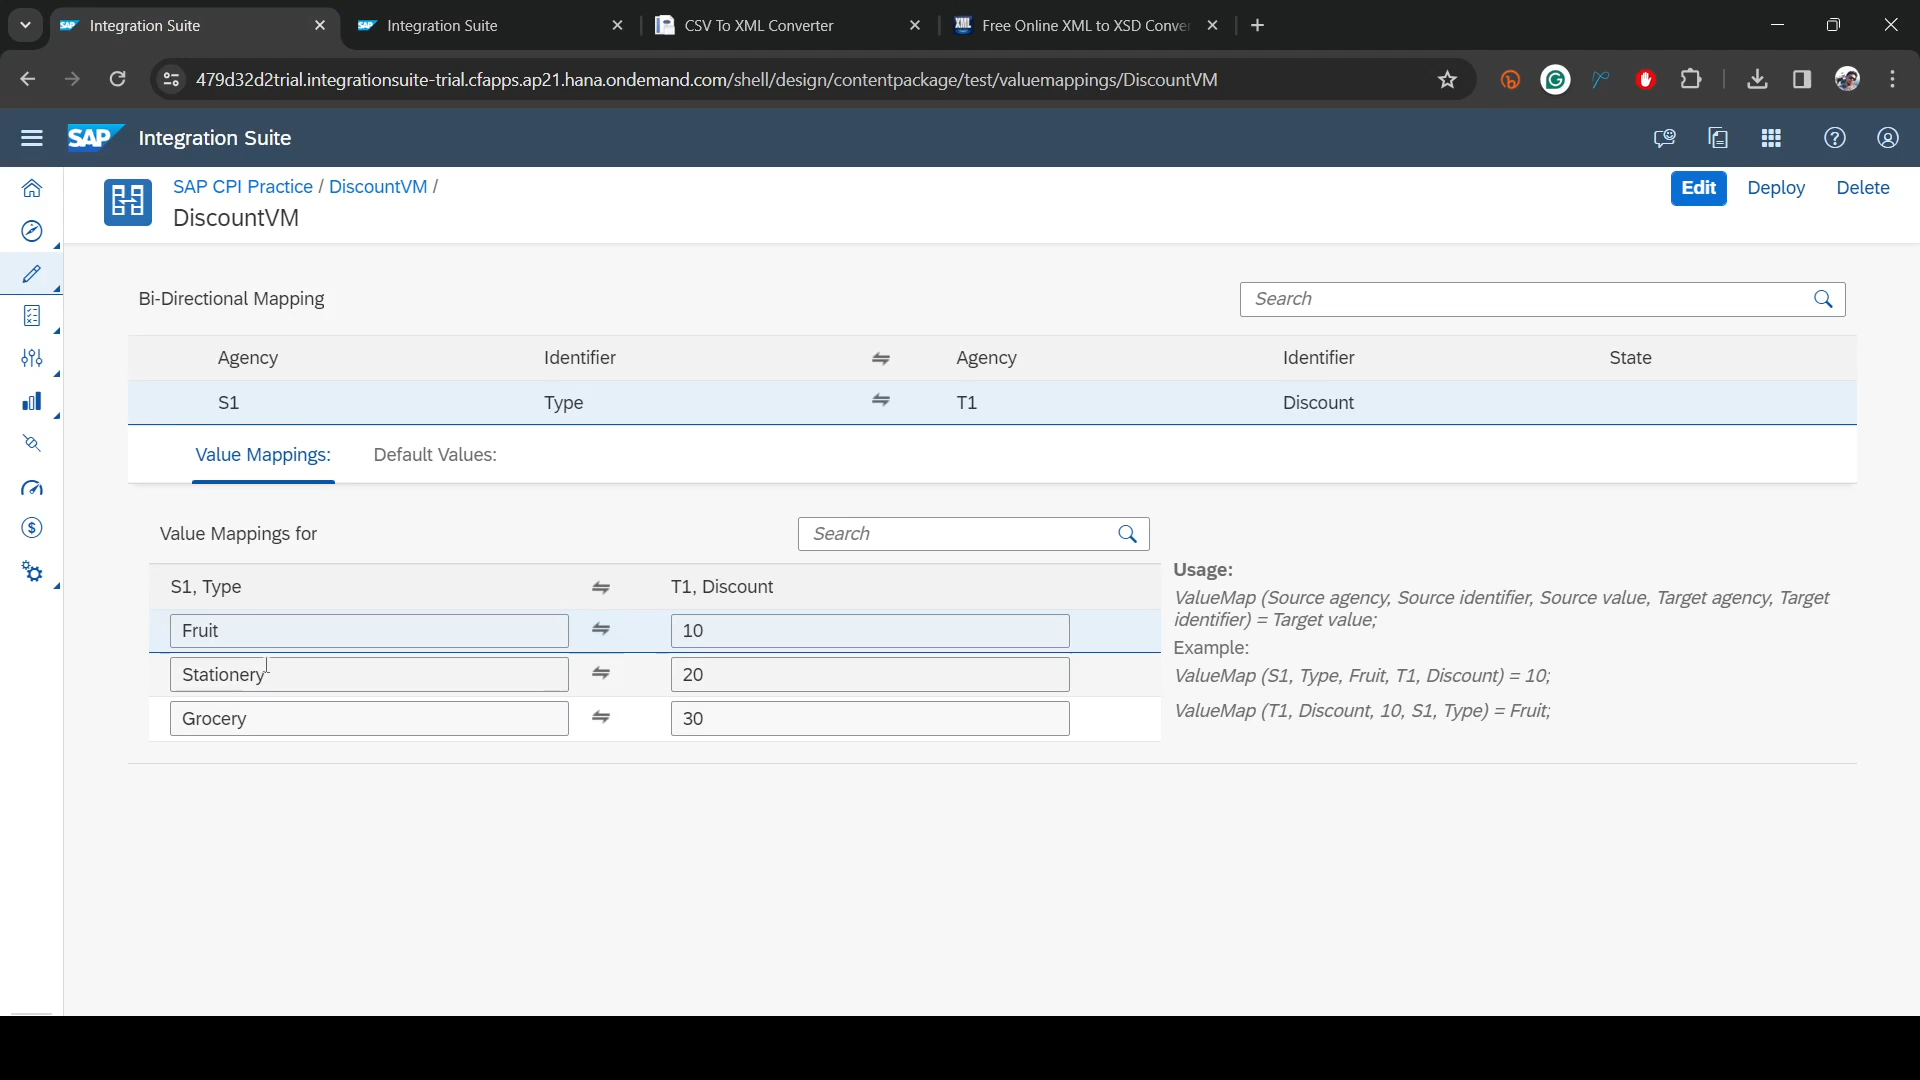 Integration Suite
Integration Suite
CSV To XML Converter
Free Online XML to XSD Conver
479d32d2trial.integrationsuite-trial.cfapps.ap21.hana.ondemand.com/shell/design/contentpackage/test/valuemappings/DiscountVM
SAP Integration Suite
SAP CPI Practice / DiscountVM /
DiscountVM
Edit Deploy Delete
Bi-Directional Mapping
Search
Agency Identifier Agency Identifier State
S1 Type T1 Discount
Value Mappings: Default Values:
Value Mappings for
Search
S1, Type T1, Discount
Fruit 10
Stationery 20
Grocery 30
Usage:
ValueMap (Source agency, Source identifier, Source value, Target agency, Target
identifier) = Target value;
Example:
ValueMap (S1, Type, Fruit, T1, Discount) = 10;
ValueMap (T1, Discount, 10, S1, Type) = Fruit;